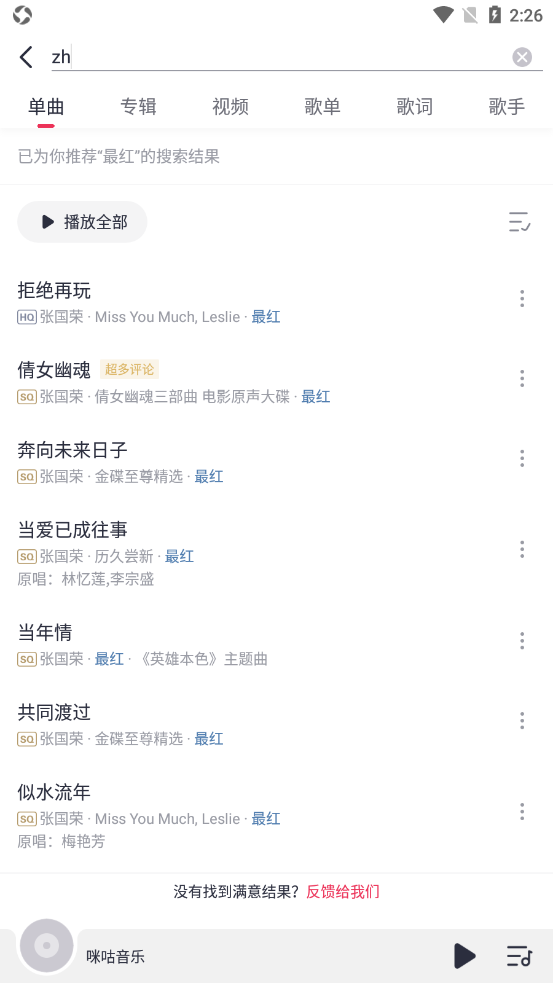 2:26
zh
单曲 专辑 视频 歌单 歌词 歌手
已为你推荐“最红”的搜索结果
播放全部
拒绝再玩
HQ 张国荣 · Miss You Much, Leslie · 最红
倩女幽魂 超多评论
SQ 张国荣 · 倩女幽魂三部曲 电影原声大碟 · 最红
奔向未来日子
SQ 张国荣 · 金碟至尊精选 · 最红
当爱已成往事
SQ 张国荣 · 历久尝新 · 最红
原唱：林忆莲,李宗盛
当年情
SQ 张国荣 · 最红 · 《英雄本色》主题曲
共同渡过
SQ 张国荣 · 金碟至尊精选 · 最红
似水流年
SQ 张国荣 · Miss You Much, Leslie · 最红
原唱：梅艳芳
没有找到满意结果？反馈给我们
咪咕音乐